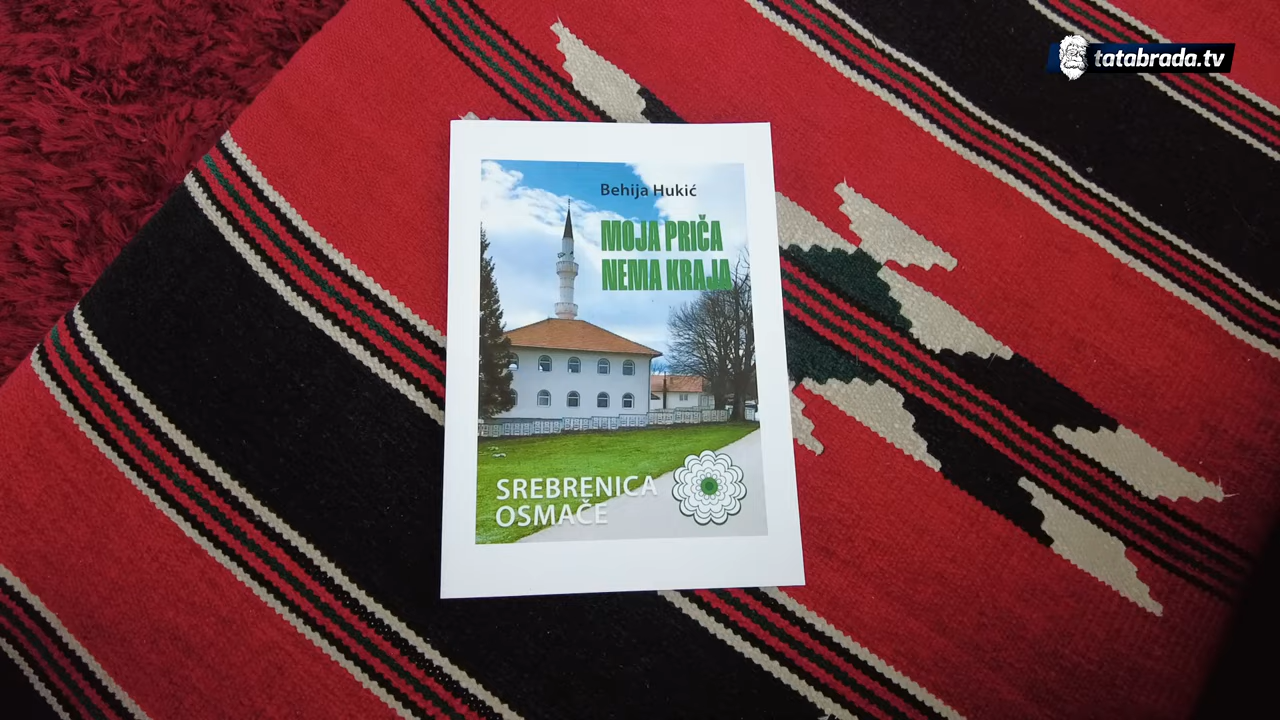 tatabrada.tv
Behija Hukić
MOJA PRIČA
NEMA KRAJA
SREBRENICA
OSMAČE